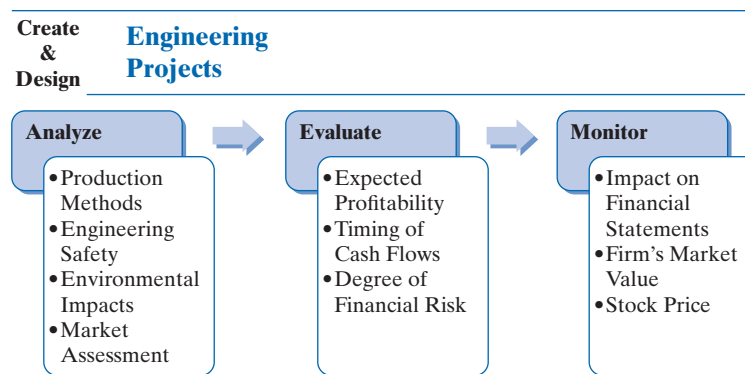 Create
&
Design
Engineering
Projects
Analyze
•Production
Methods
•Engineering
Safety
•Environmental
Impacts
•Market
Assessment
Evaluate
•Expected
Profitability
•Timing of
Cash Flows
•Degree of
Financial Risk
Monitor
•Impact on
Financial
Statements
•Firm’s Market
Value
•Stock Price